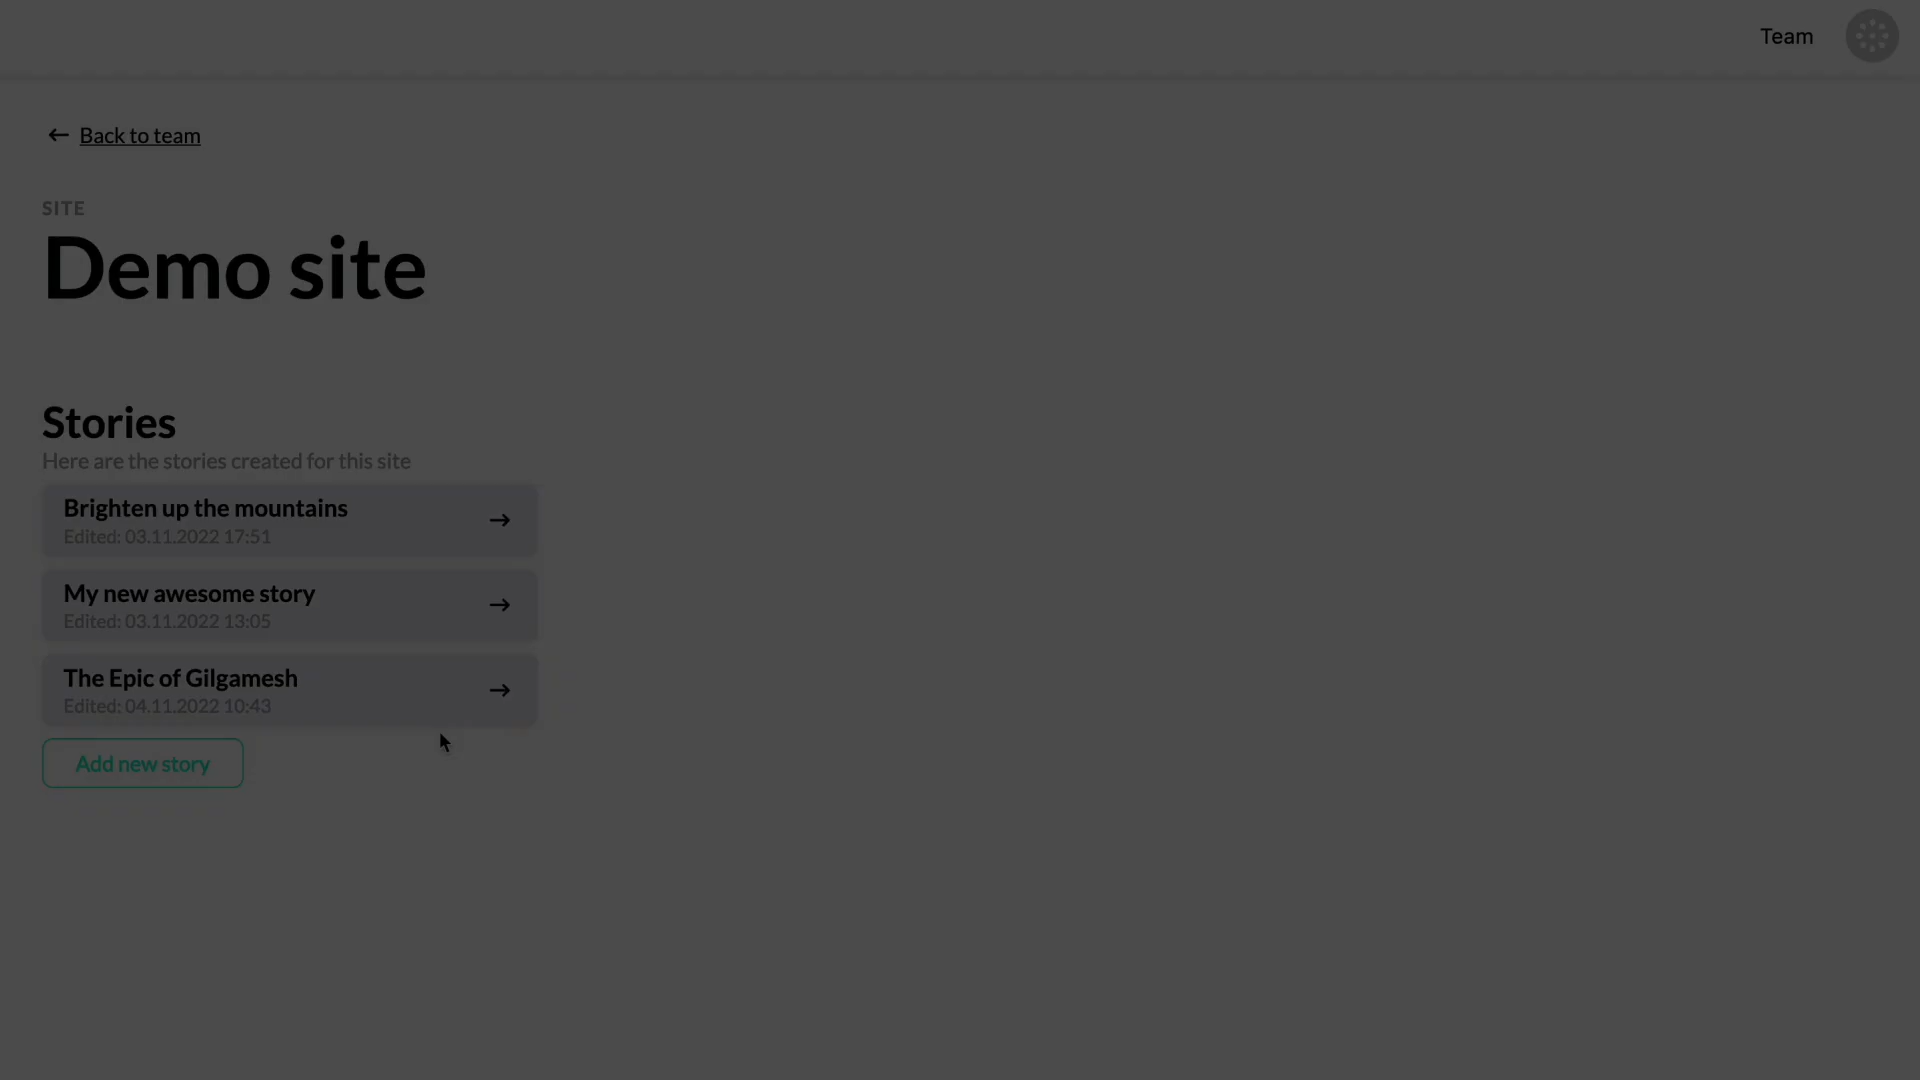 Team
← Back to team
SITE
Demo site
Stories
Here are the stories created for this site
Brighten up the mountains →
Edited: 03.11.2022 17:51
My new awesome story →
Edited: 03.11.2022 13:05
The Epic of Gilgamesh →
Edited: 04.11.2022 10:43
Add new story